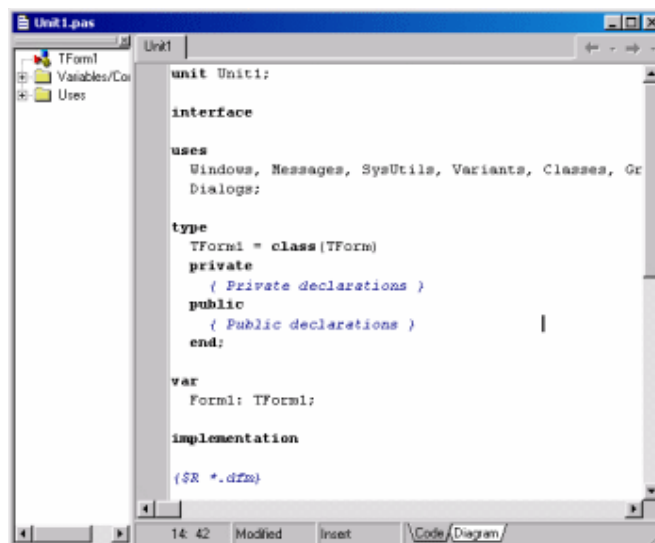 Unit1.pas
TForm1
Variables/Con
Uses
Unit1
unit Unit1;
interface
uses
Windows, Messages, SysUtils, Variants, Classes, Gr
Dialogs;
type
TForm1 = class(TForm)
private
{ Private declarations }
public
{ Public declarations }
end;
var
Form1: TForm1;
implementation
{$R *.dfm}
14: 42 Modified Insert Code Diagram